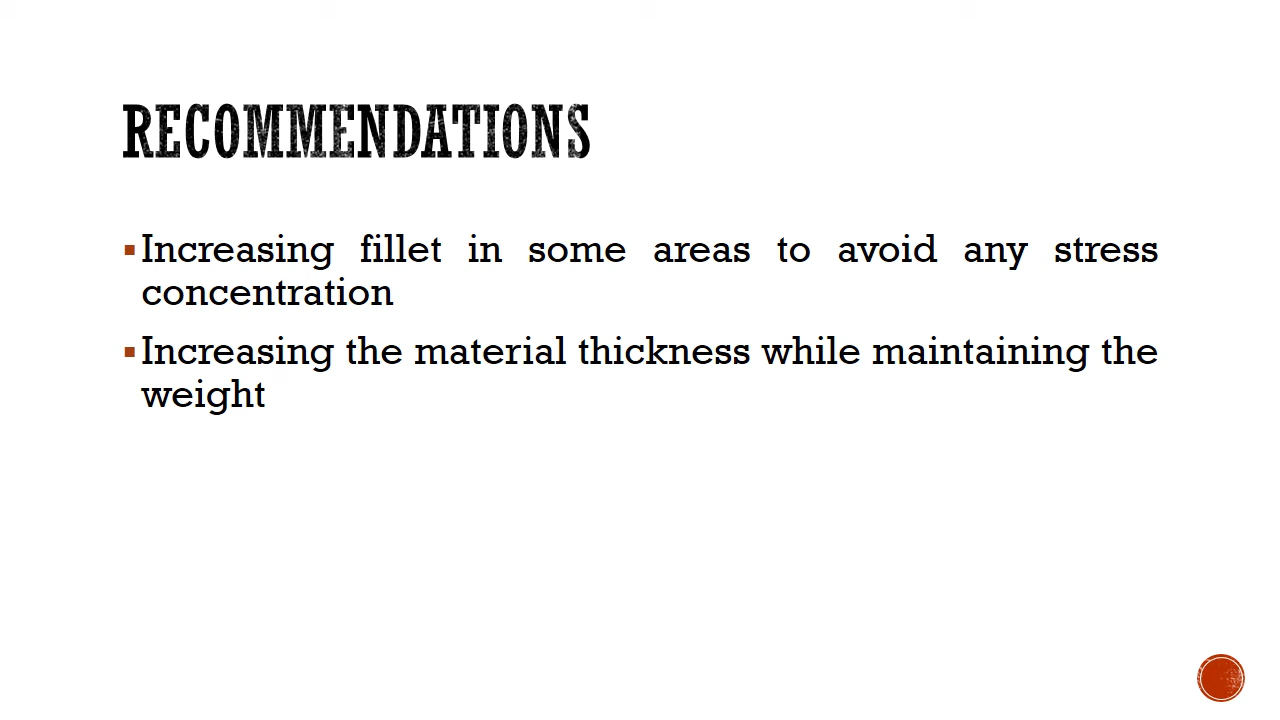 RECOMMENDATIONS
▪Increasing fillet in some areas to avoid any stress
concentration
▪Increasing the material thickness while maintaining the
weight